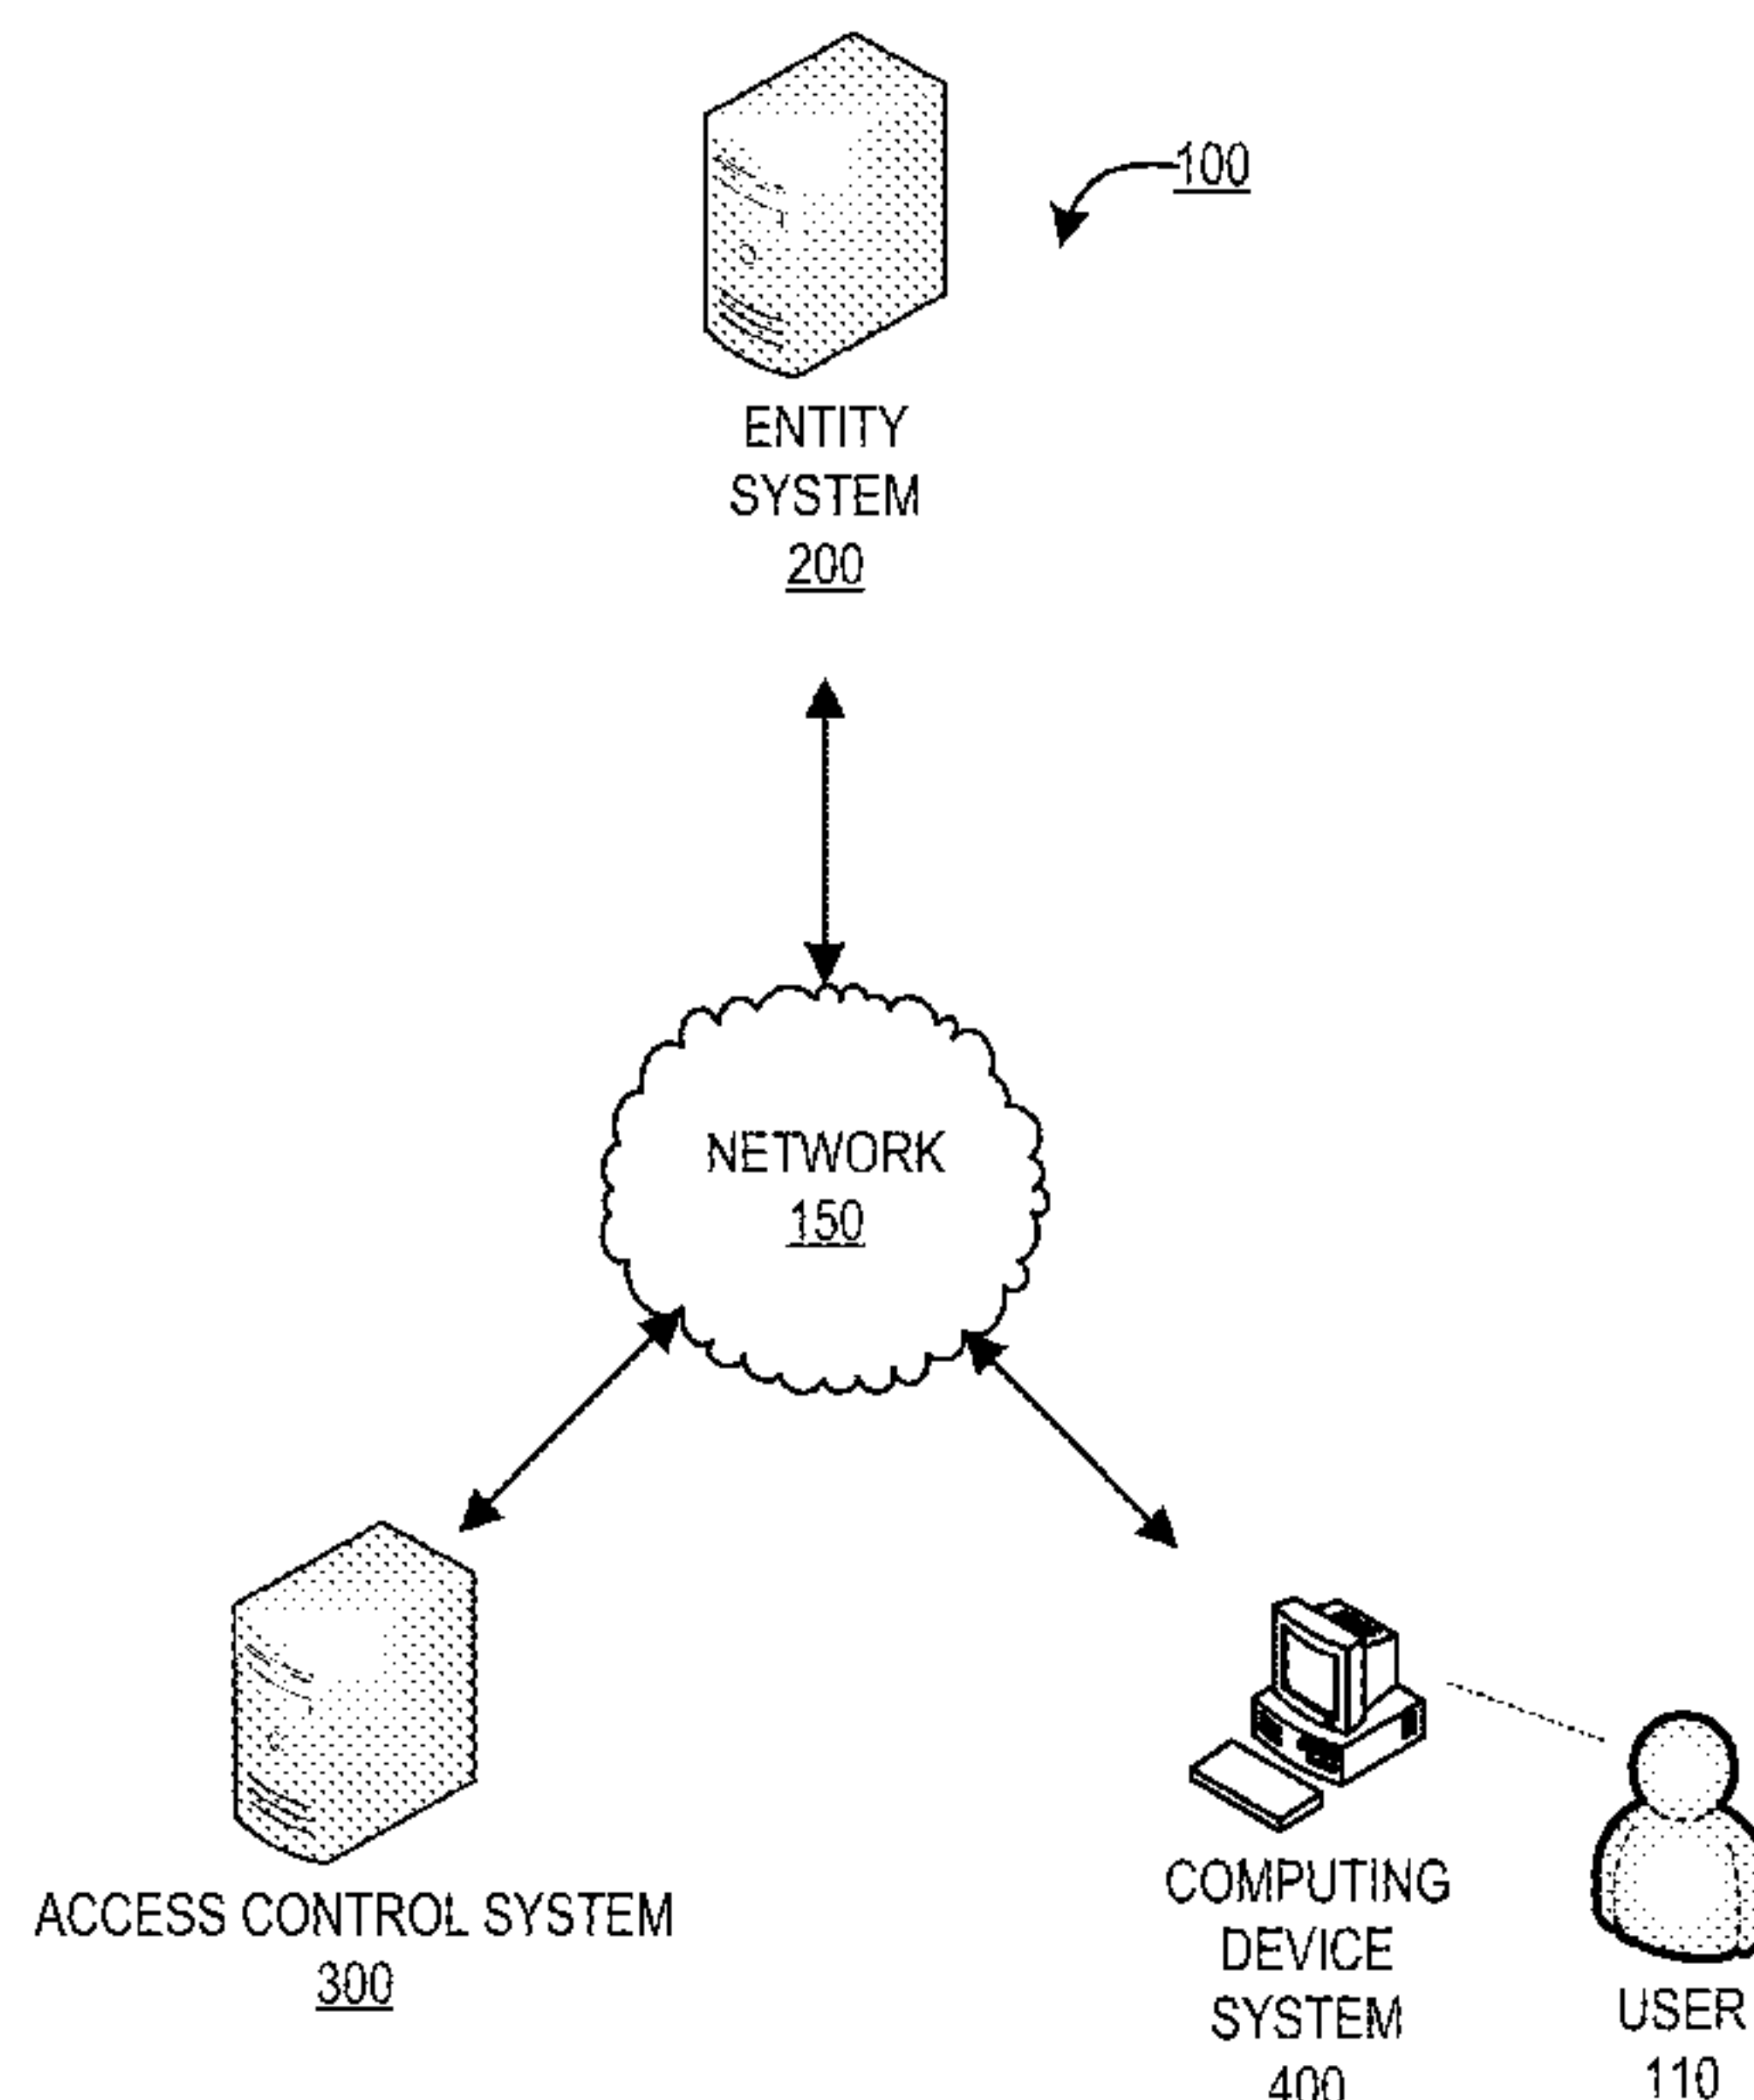 100
ENTITY
SYSTEM
200
NETWORK
150
ACCESS CONTROL SYSTEM
300
COMPUTING
DEVICE
SYSTEM
400
USER
110